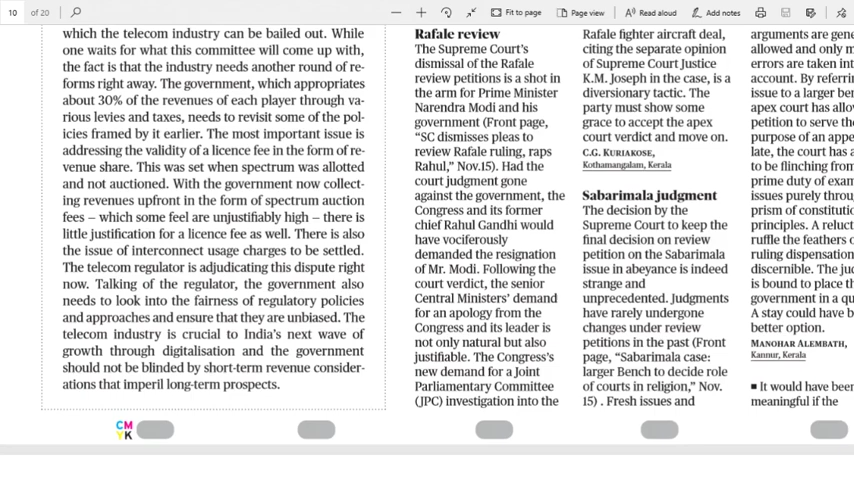 10 of 20
Fit to page
Page view
Read aloud
Add notes
which the telecom industry can be bailed out. While
one waits for what this committee will come up with,
the fact is that the industry needs another round of re-
forms right away. The government, which appropriates
about 30% of the revenues of each player through va-
rious levies and taxes, needs to revisit some of the pol-
icies framed by it earlier. The most important issue is
addressing the validity of a licence fee in the form of re-
venue share. This was set when spectrum was allotted
and not auctioned. With the government now collect-
ing revenues upfront in the form of spectrum auction
fees – which some feel are unjustifiably high – there is
little justification for a licence fee as well. There is also
the issue of interconnect usage charges to be settled.
The telecom regulator is adjudicating this dispute right
now. Talking of the regulator, the government also
needs to look into the fairness of regulatory policies
and approaches and ensure that they are unbiased. The
telecom industry is crucial to India's next wave of
growth through digitalisation and the government
should not be blinded by short-term revenue consider-
ations that imperil long-term prospects.
Rafale review
The Supreme Court's
dismissal of the Rafale
review petitions is a shot in
the arm for Prime Minister
Narendra Modi and his
government (Front page,
“SC dismisses pleas to
review Rafale ruling, raps
Rahul,” Nov.15). Had the
court judgment gone
against the government, the
Congress and its former
chief Rahul Gandhi would
have vociferously
demanded the resignation
of Mr. Modi. Following the
court verdict, the senior
Central Ministers' demand
for an apology from the
Congress and its leader is
not only natural but also
justifiable. The Congress's
new demand for a Joint
Parliamentary Committee
(JPC) investigation into the
Rafale fighter aircraft deal,
citing the separate opinion
of Supreme Court Justice
K.M. Joseph in the case, is a
diversionary tactic. The
party must show some
grace to accept the apex
court verdict and move on.
C.G. KURIAKOSE,
Kothamangalam, Kerala
Sabarimala judgment
The decision by the
Supreme Court to keep the
final decision on review
petition on the Sabarimala
issue in abeyance is indeed
strange and
unprecedented. Judgments
have rarely undergone
changes under review
petitions in the past (Front
page, “Sabarimala case:
larger Bench to decide role
of courts in religion,” Nov.
15) . Fresh issues and
arguments are gene
allowed and only m
errors are taken int
account. By referrin
issue to a larger ben
apex court has allo
petition to serve th
purpose of an appe
late, the court has a
to be flinching from
prime duty of exam
issues purely throu
prism of constitutio
principles. A reluct
ruffle the feathers o
ruling dispensation
discernible. The jud
is bound to place th
government in a qu
A stay could have b
better option.
MANOHAR ALEMBATH,
Kannur, Kerala
■ It would have been
meaningful if the
CM
YK